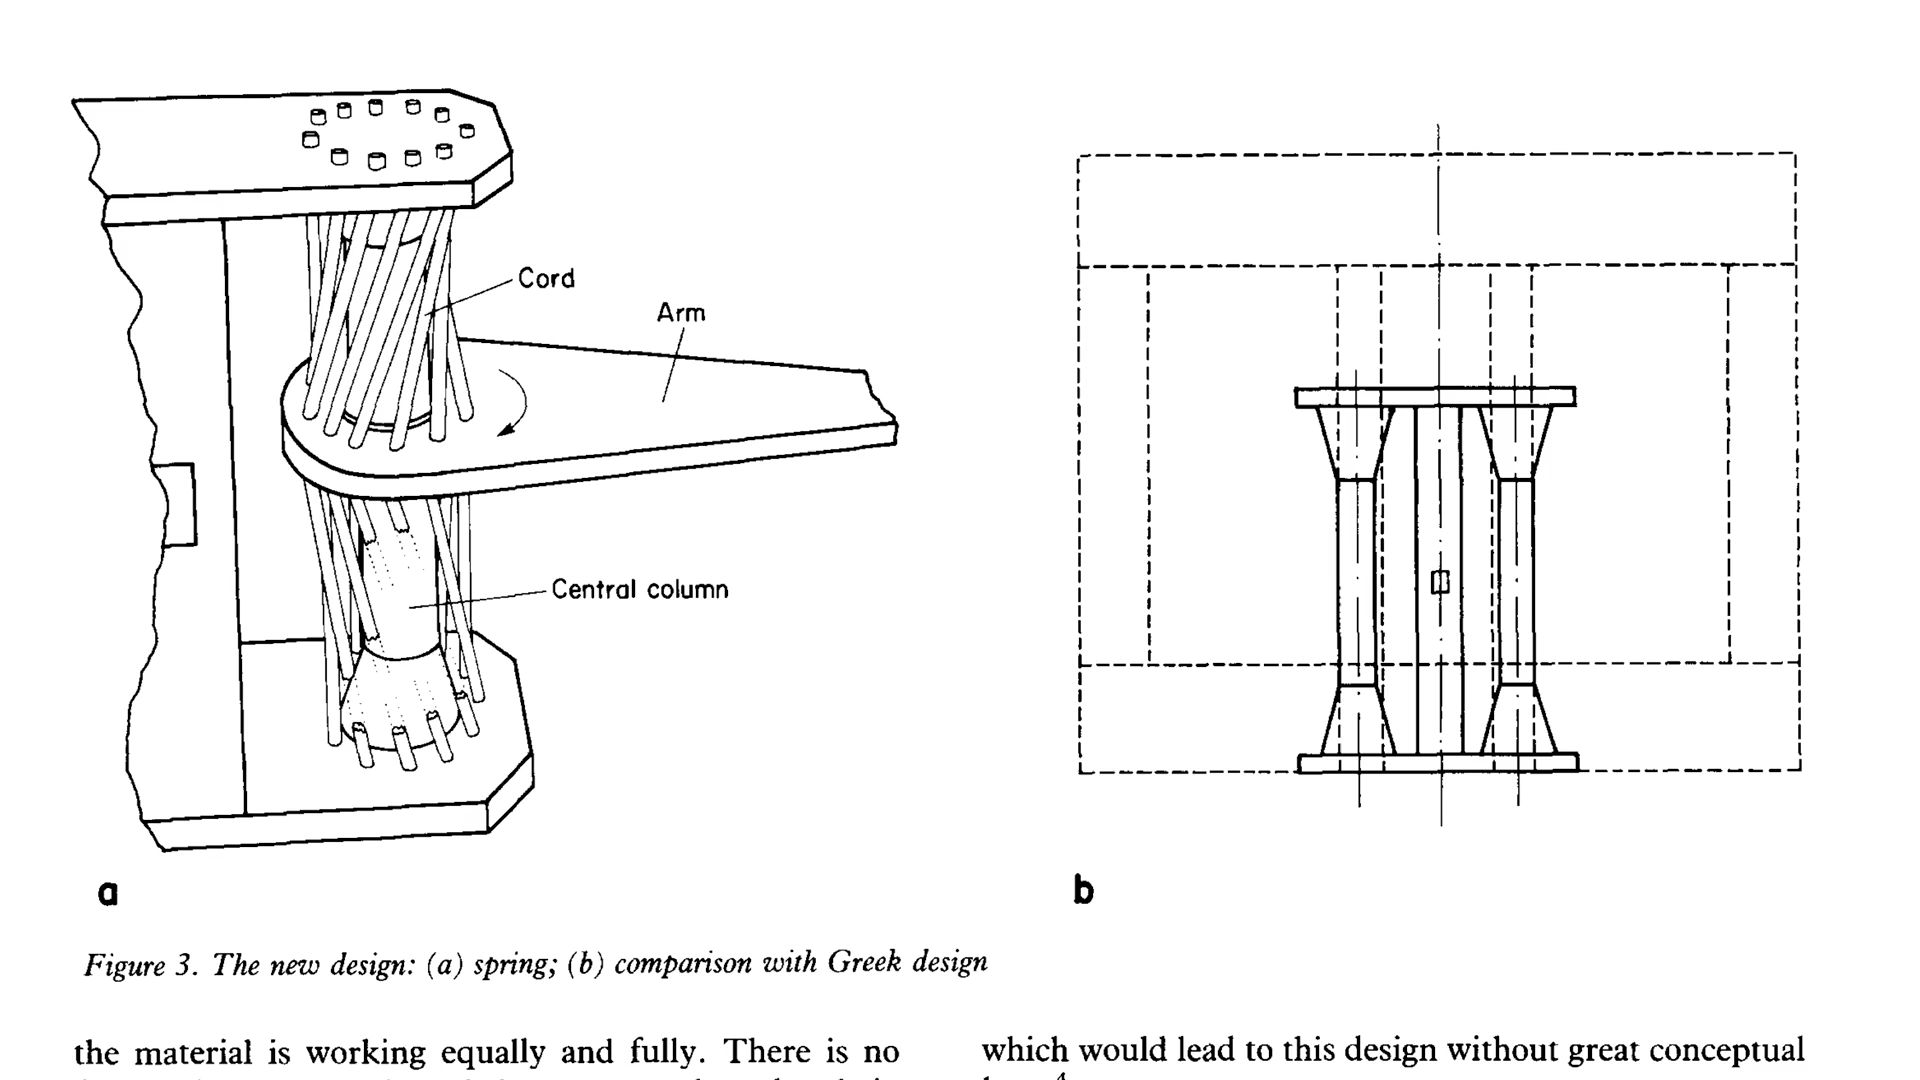 Cord
Arm
Central column
a
b
Figure 3. The new design: (a) spring; (b) comparison with Greek design
the material is working equally and fully. There is no
which would lead to this design without great conceptual
4